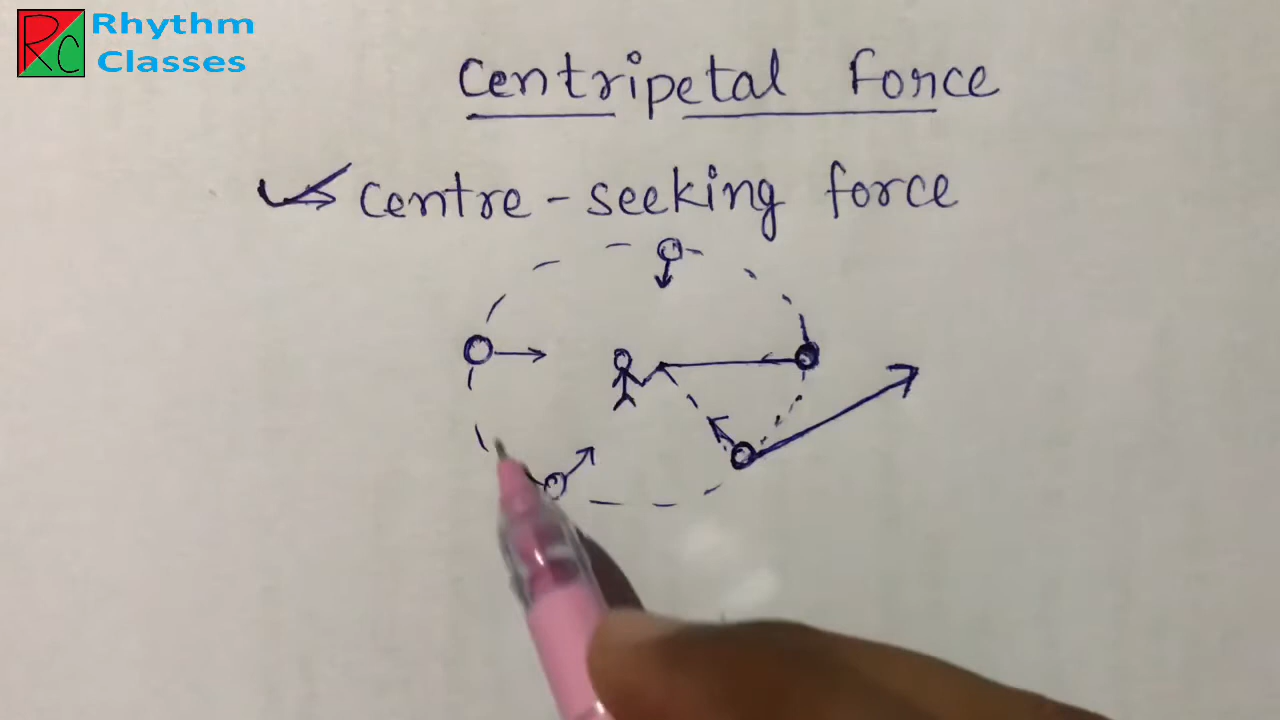 Rhythm
Classes
RC
Centripetal Force
Centre-seeking force